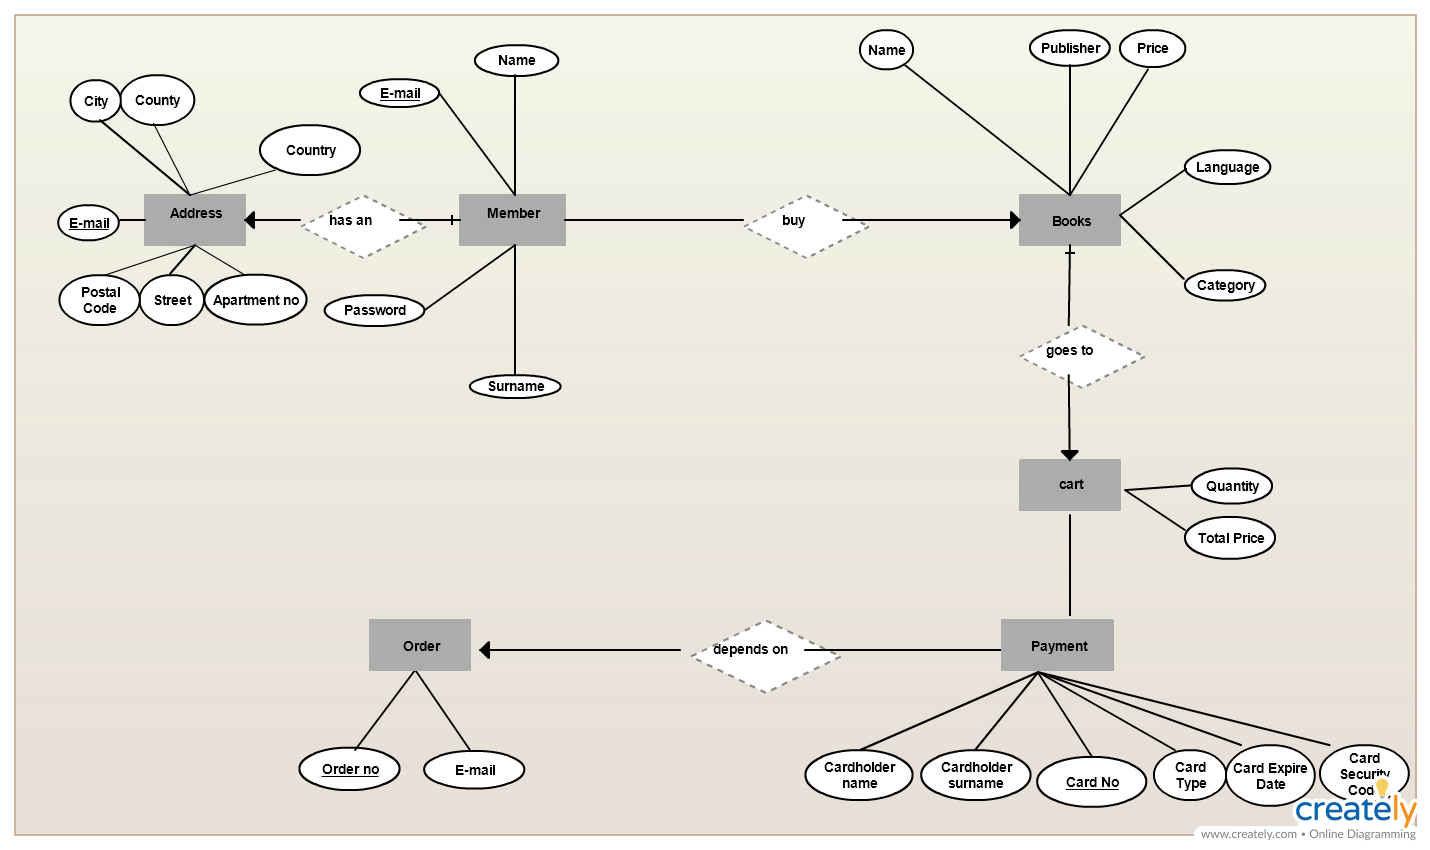 Name
Publisher
Price
Name
E-mail
City
County
Country
Language
E-mail
Address
has an
Member
buy
Books
Postal
Code
Street
Apartment no
Password
Category
goes to
Surname
cart
Quantity
Total Price
Order
depends on
Payment
Order no
E-mail
Cardholder
name
Cardholder
surname
Card No
Card
Type
Card Expire
Date
Card
Security
Code
creately
www.creately.com • Online Diagramming